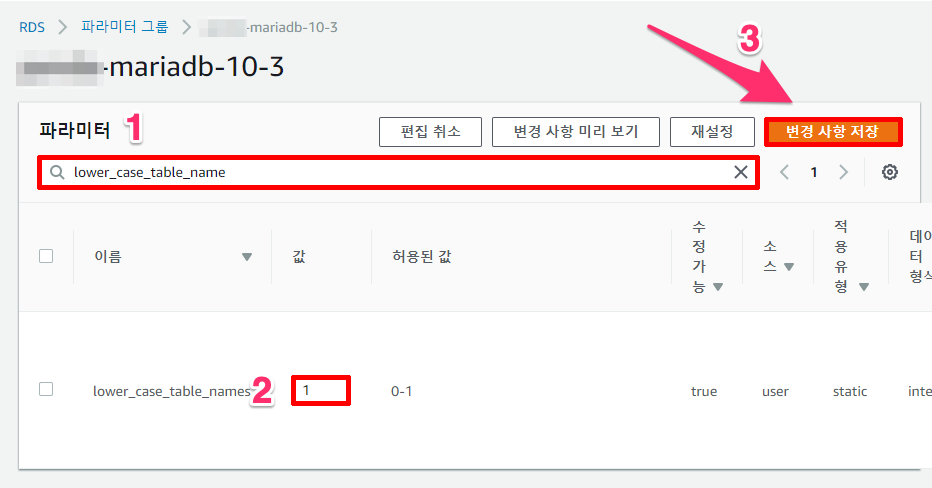 RDS > 파라미터 그룹 > -mariadb-10-3
-mariadb-10-3
파라미터 1 편집 취소 변경 사항 미리 보기 재설정 변경 사항 저장 3
lower_case_table_name 1
이름 값 허용된 값 수정가능 소스 적용유형 데이터 형식
lower_case_table_names 2 1 0-1 true user static inte